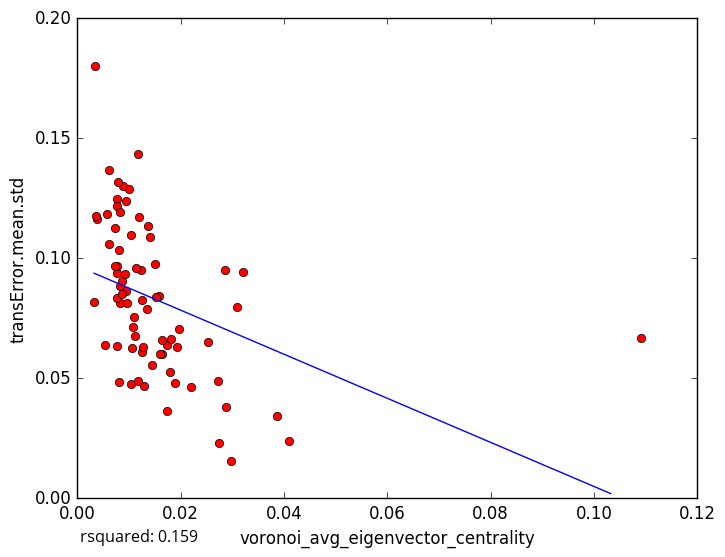 0.20
0.15
0.10
0.05
0.00
transError.mean.std
0.00 0.02 0.04 0.06 0.08 0.10 0.12
rsquared: 0.159
voronoi_avg_eigenvector_centrality